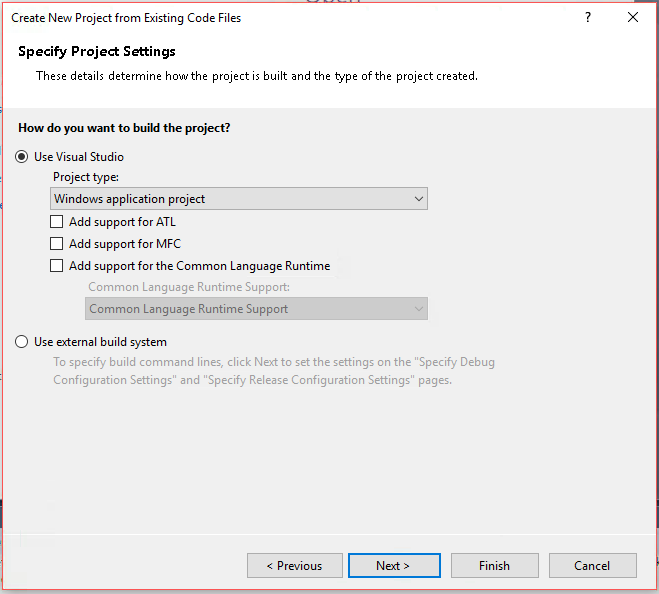 Create New Project from Existing Code Files
?
Specify Project Settings
These details determine how the project is built and the type of the project created.
How do you want to build the project?
Use Visual Studio
Project type:
Windows application project
Add support for ATL
Add support for MFC
Add support for the Common Language Runtime
Common Language Runtime Support:
Common Language Runtime Support
Use external build system
To specify build command lines, click Next to set the settings on the "Specify Debug
Configuration Settings" and "Specify Release Configuration Settings" pages.
< Previous
Next >
Finish
Cancel